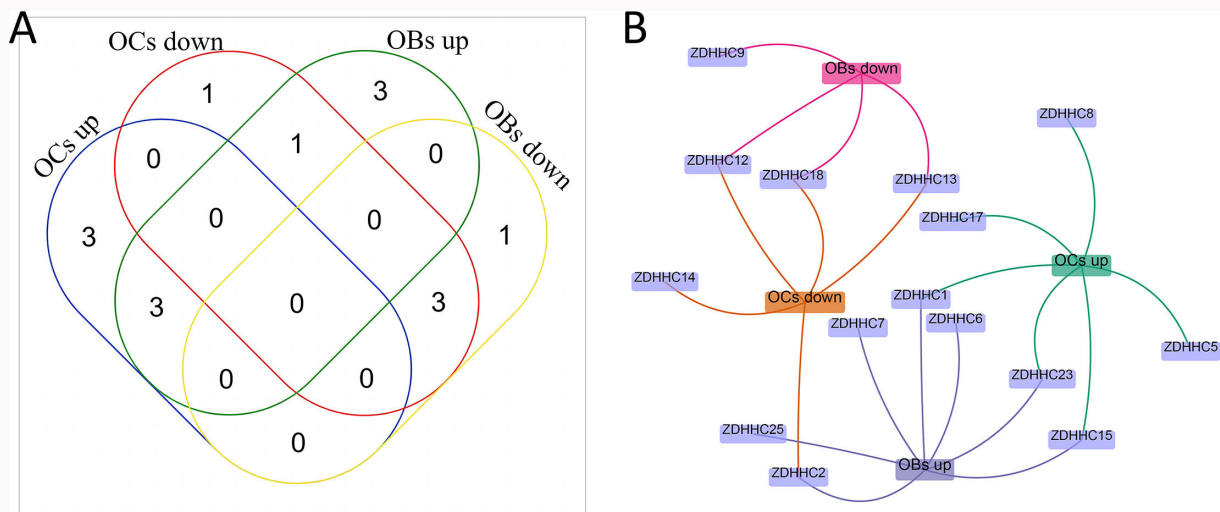 A
OCs down
OBs up
OCs up
OBs down
1
3
0
1
0
3
0
0
1
3
0
3
0
0
0
B
ZDHHC9
OBs down
ZDHHC8
ZDHHC12
ZDHHC18
ZDHHC13
ZDHHC17
OCs up
ZDHHC14
OCs down
ZDHHC1
ZDHHC7
ZDHHC6
ZDHHC5
ZDHHC23
ZDHHC25
ZDHHC15
OBs up
ZDHHC2